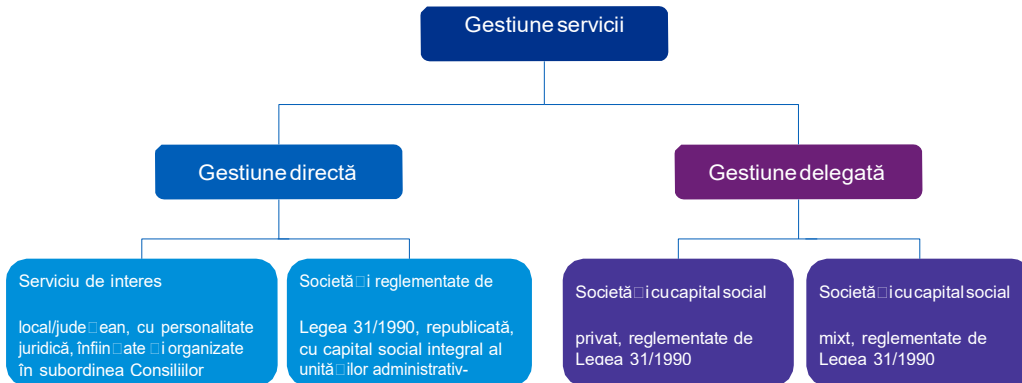 Gestiune servicii
Gestiune directă
Gestiune delegată
Serviciu de interes
local/jude□ean, cu personalitate
juridică, înfiin□ate □i organizate
în subordinea Consiliilor
Societă□i reglementate de
Legea 31/1990, republicată,
cu capital social integral al
unită□ilor administrativ-
Societă□i cu capital social
privat, reglementate de
Legea 31/1990
Societă□i cu capital social
mixt, reglementate de
Legea 31/1990